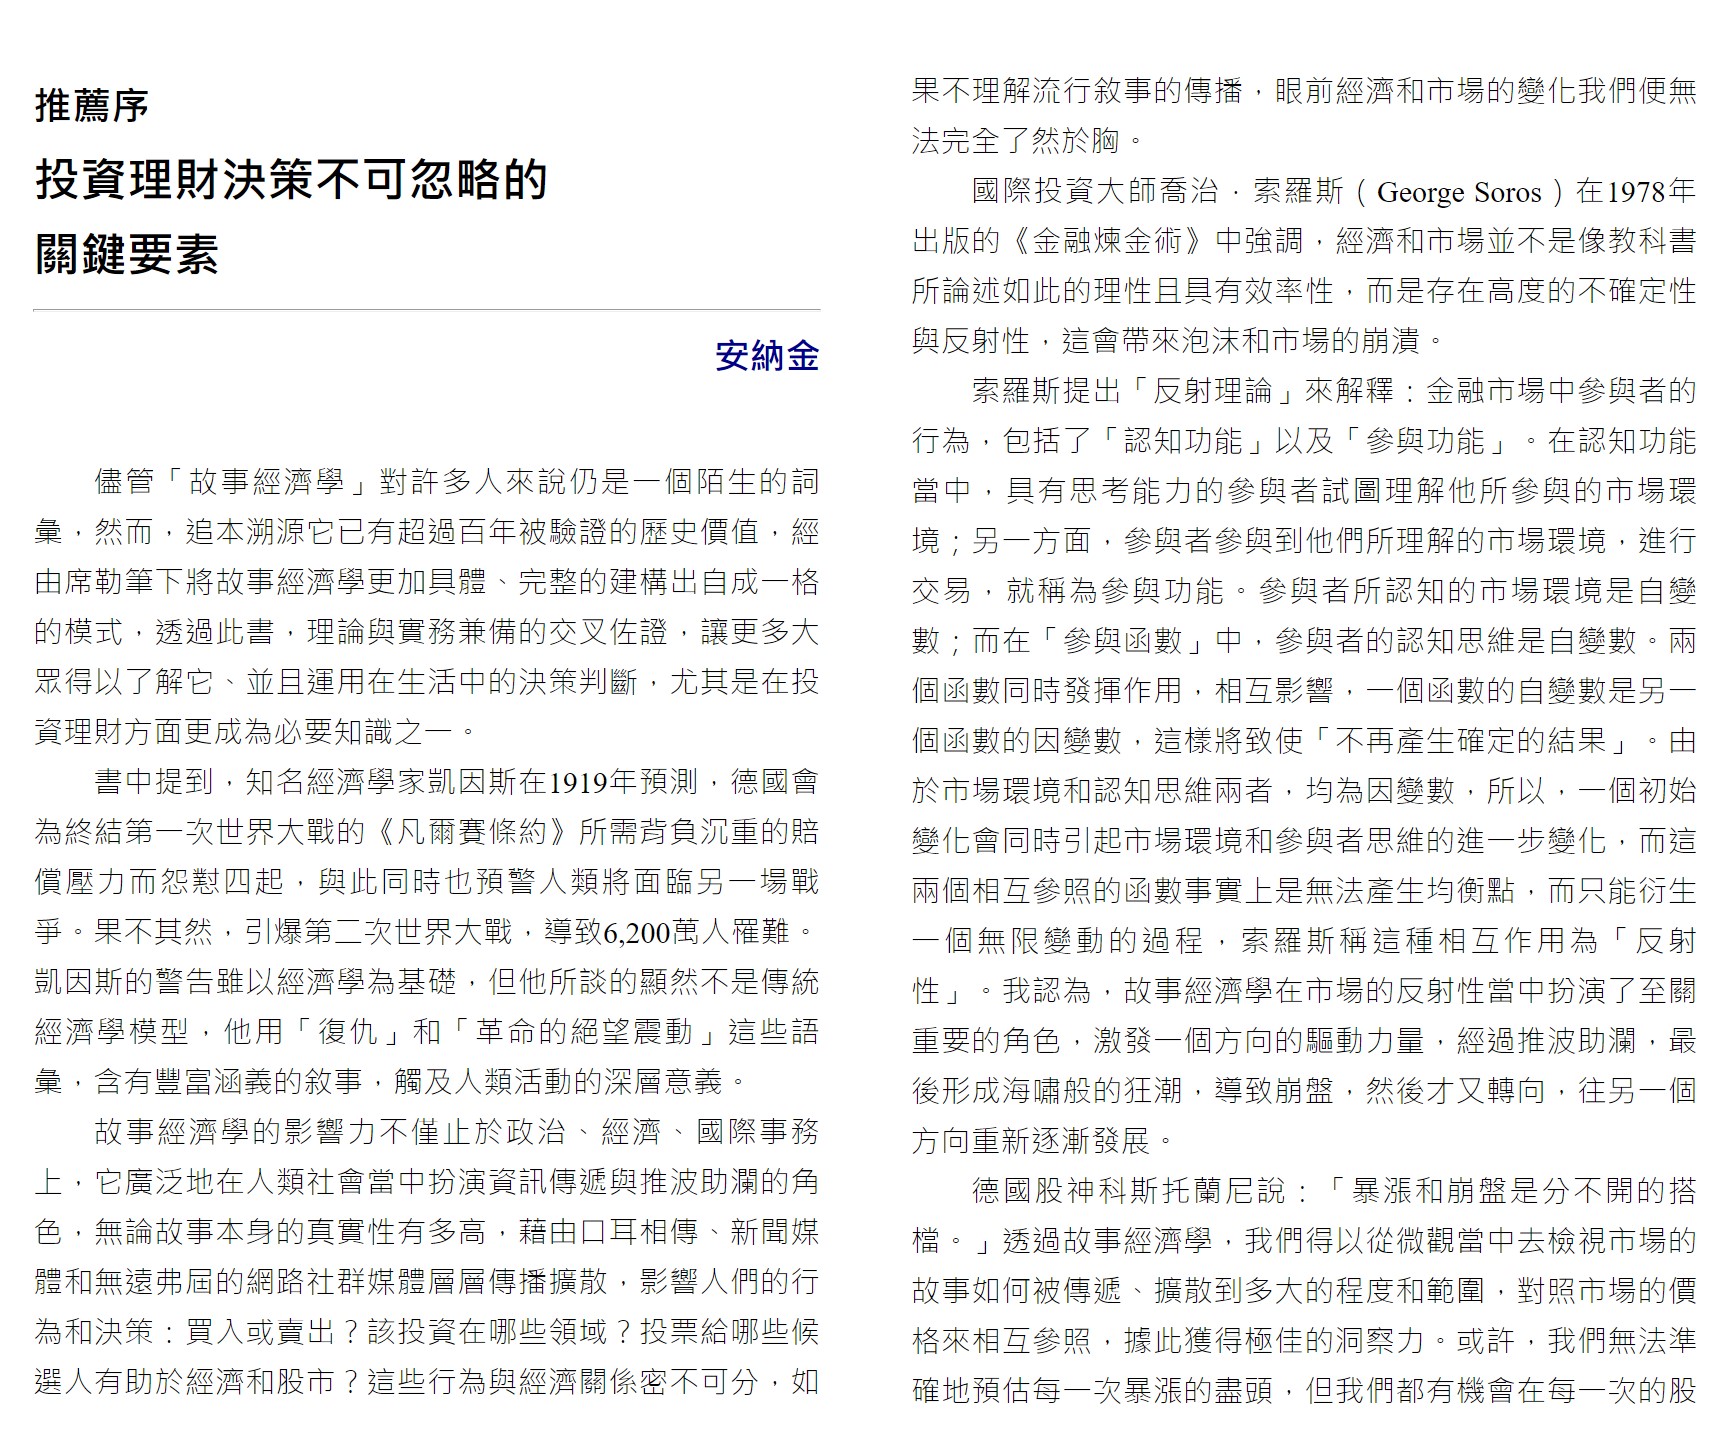 推薦序
投資理財決策不可忽略的
關鍵要素
安納金
儘管「故事經濟學」對許多人來說仍是一個陌生的詞
彙，然而，追本溯源它已有超過百年被驗證的歷史價值，經
由席勒筆下將故事經濟學更加具體、完整的建構出自成一格
的模式，透過此書，理論與實務兼備的交叉佐證，讓更多大
眾得以了解它、並且運用在生活中的決策判斷，尤其是在投
資理財方面更成為必要知識之一。
書中提到，知名經濟學家凱因斯在1919年預測，德國會
為終結第一次世界大戰的《凡爾賽條約》所需背負沉重的賠
償壓力而怨懟四起，與此同時也預警人類將面臨另一場戰
爭。果不其然，引爆第二次世界大戰，導致6,200萬人罹難。
凱因斯的警告雖以經濟學為基礎，但他所談的顯然不是傳統
經濟學模型，他用「復仇」和「革命的絕望震動」這些語
彙，含有豐富涵義的敘事，觸及人類活動的深層意義。
故事經濟學的影響力不僅止於政治、經濟、國際事務
上，它廣泛地在人類社會當中扮演資訊傳遞與推波助瀾的角
色，無論故事本身的真實性有多高，藉由口耳相傳、新聞媒
體和無遠弗屆的網路社群媒體層層傳播擴散，影響人們的行
為和決策：買入或賣出？該投資在哪些領域？投票給哪些候
選人有助於經濟和股市？這些行為與經濟關係密不可分，如
果不理解流行敘事的傳播，眼前經濟和市場的變化我們便無
法完全了然於胸。
國際投資大師喬治．索羅斯（George Soros）在1978年
出版的《金融煉金術》中強調，經濟和市場並不是像教科書
所論述如此的理性且具有效率性，而是存在高度的不確定性
與反射性，這會帶來泡沫和市場的崩潰。
索羅斯提出「反射理論」來解釋：金融市場中參與者的
行為，包括了「認知功能」以及「參與功能」。在認知功能
當中，具有思考能力的參與者試圖理解他所參與的市場環
境；另一方面，參與者參與到他們所理解的市場環境，進行
交易，就稱為參與功能。參與者所認知的市場環境是自變
數；而在「參與函數」中，參與者的認知思維是自變數。兩
個函數同時發揮作用，相互影響，一個函數的自變數是另一
個函數的因變數，這樣將致使「不再產生確定的結果」。由
於市場環境和認知思維兩者，均為因變數，所以，一個初始
變化會同時引起市場環境和參與者思維的進一步變化，而這
兩個相互參照的函數事實上是無法產生均衡點，而只能衍生
一個無限變動的過程，索羅斯稱這種相互作用為「反射
性」。我認為，故事經濟學在市場的反射性當中扮演了至關
重要的角色，激發一個方向的驅動力量，經過推波助瀾，最
後形成海嘯般的狂潮，導致崩盤，然後才又轉向，往另一個
方向重新逐漸發展。
德國股神科斯托蘭尼說：「暴漲和崩盤是分不開的搭
檔。」透過故事經濟學，我們得以從微觀當中去檢視市場的
故事如何被傳遞、擴散到多大的程度和範圍，對照市場的價
格來相互參照，據此獲得極佳的洞察力。或許，我們無法準
確地預估每一次暴漲的盡頭，但我們都有機會在每一次的股